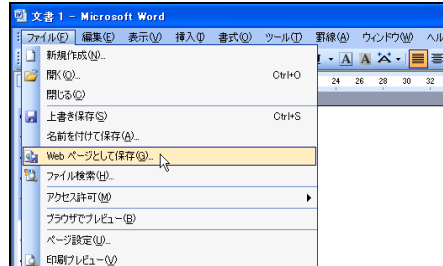 文書 1 - Microsoft Word
ファイル(F) 編集(E) 表示(V) 挿入(I) 書式(O) ツール(T) 罫線(A) ウィンドウ(W) ヘル
新規作成(N)...
開く(O)... Ctrl+O
24 26 28 30 32
閉じる(C)
上書き保存(S) Ctrl+S
名前を付けて保存(A)...
Web ページとして保存(G)...
ファイル検索(H)...
アクセス許可(M)
ブラウザでプレビュー(B)
ページ設定(U)...
印刷プレビュー(V)